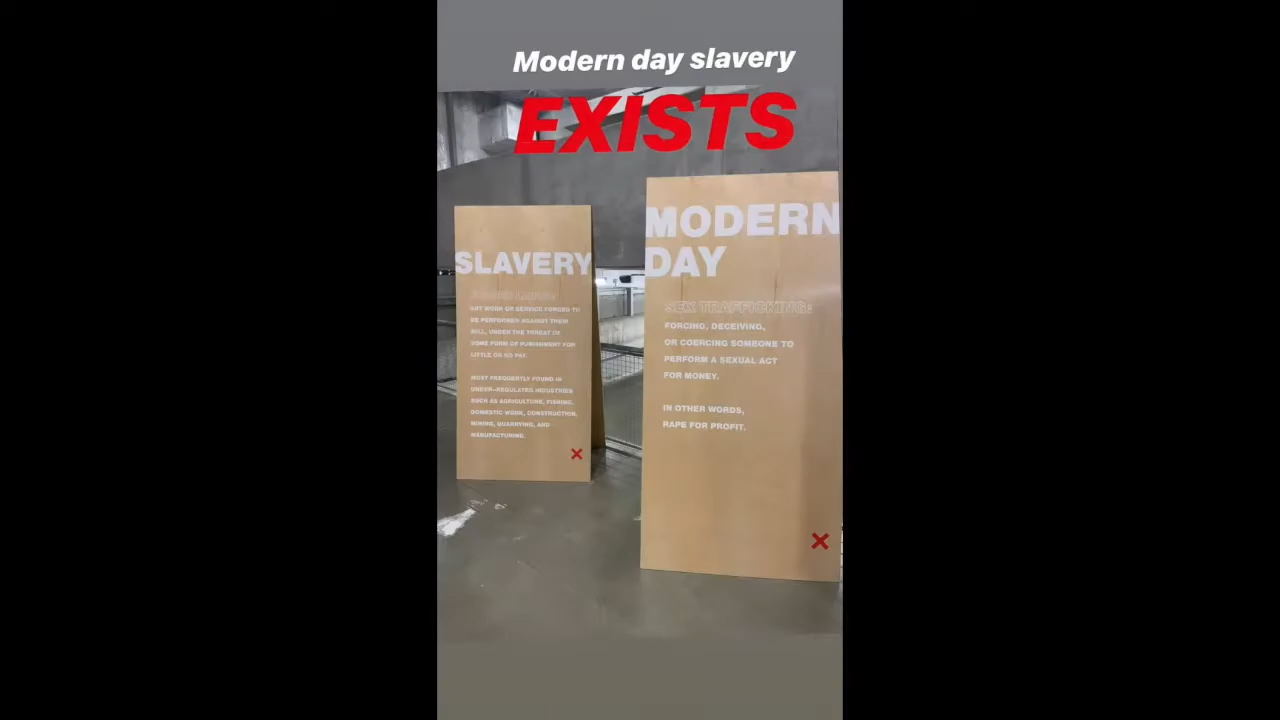 Modern day slavery
EXISTS
SLAVERY
ANY WORK OR SERVICE FORCED TO
BE PERFORMED AGAINST THEIR
WILL, UNDER THE THREAT OF
SOME FORM OF PUNISHMENT FOR
LITTLE OR NO PAY.
MOST FREQUENTLY FOUND IN
UNDER-REGULATED INDUSTRIES
SUCH AS AGRICULTURE, FISHING,
DOMESTIC WORK, CONSTRUCTION,
MINING, QUARRYING, AND
MANUFACTURING.
MODERN
DAY
SEX TRAFFICKING:
FORCING, DECEIVING,
OR COERCING SOMEONE TO
PERFORM A SEXUAL ACT
FOR MONEY.
IN OTHER WORDS,
RAPE FOR PROFIT.